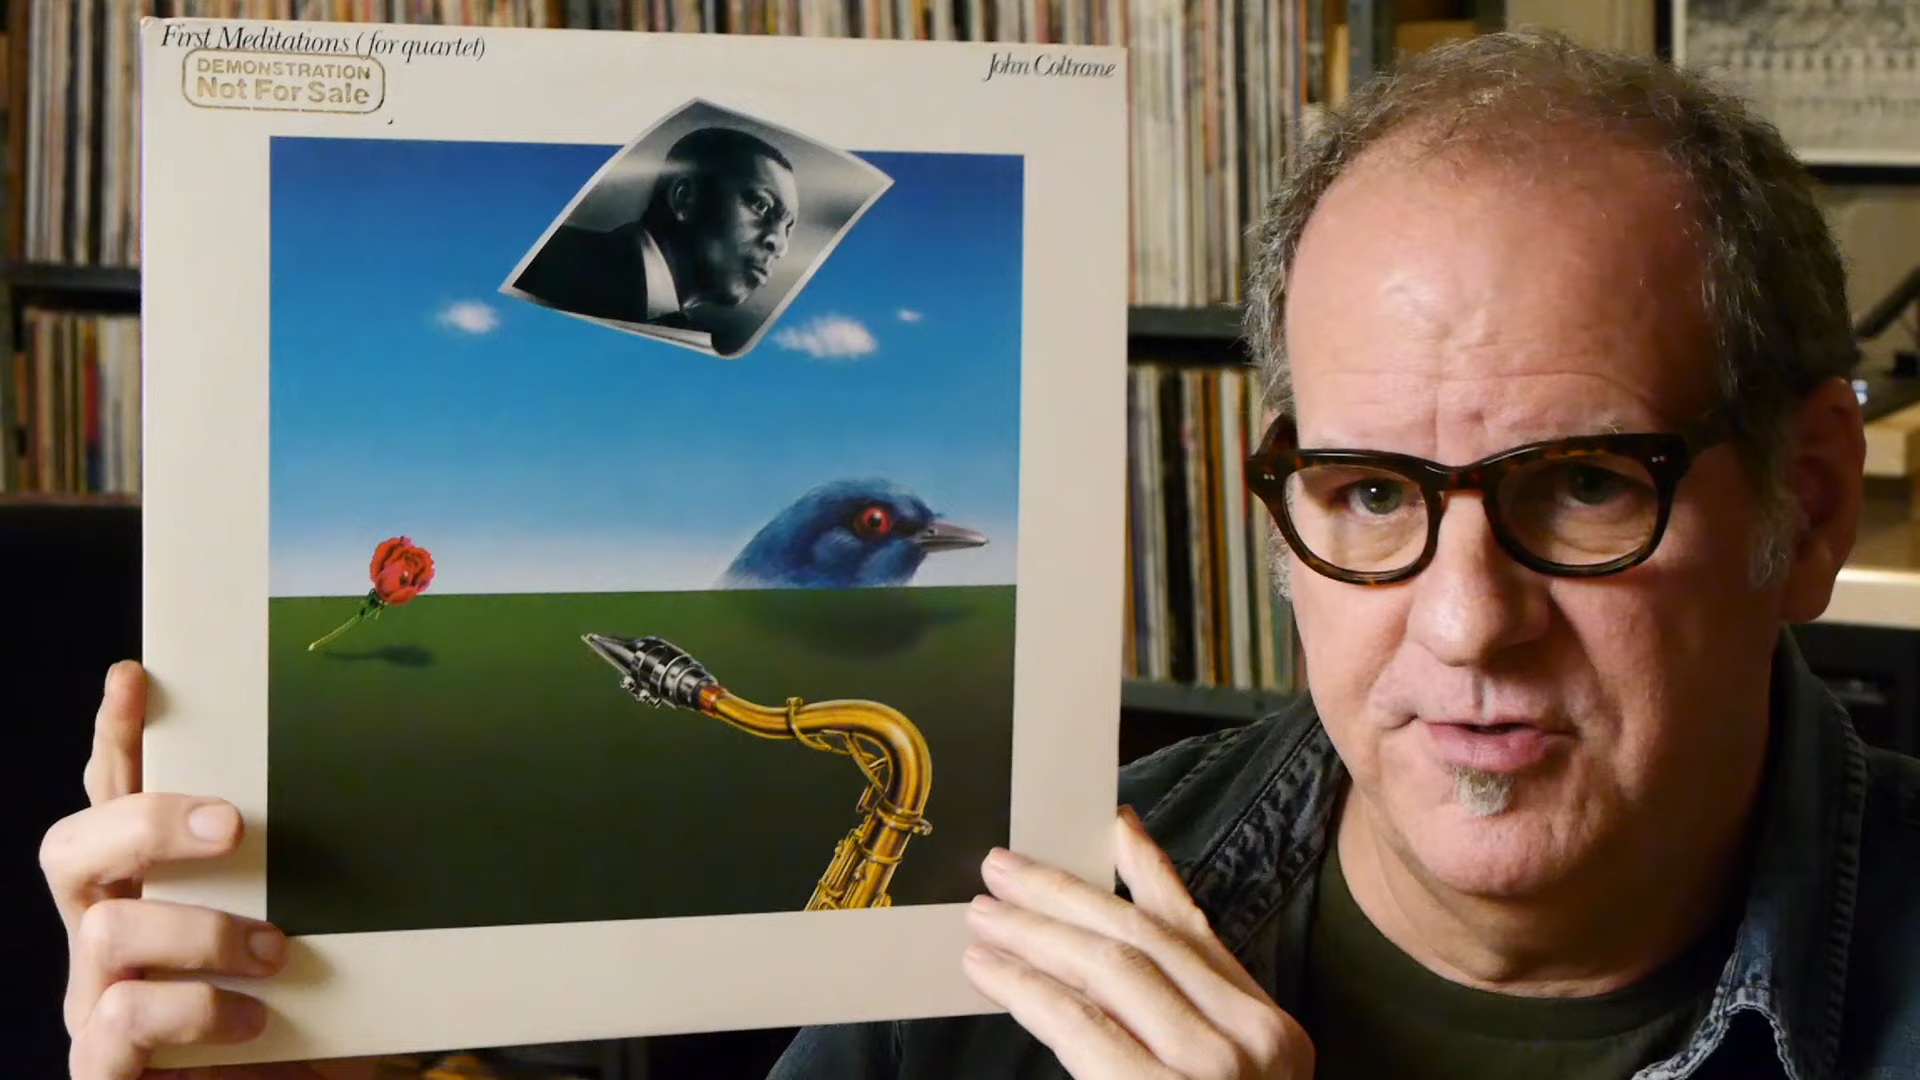 First Meditations (for quartet)
John Coltrane
DEMONSTRATION
Not For Sale